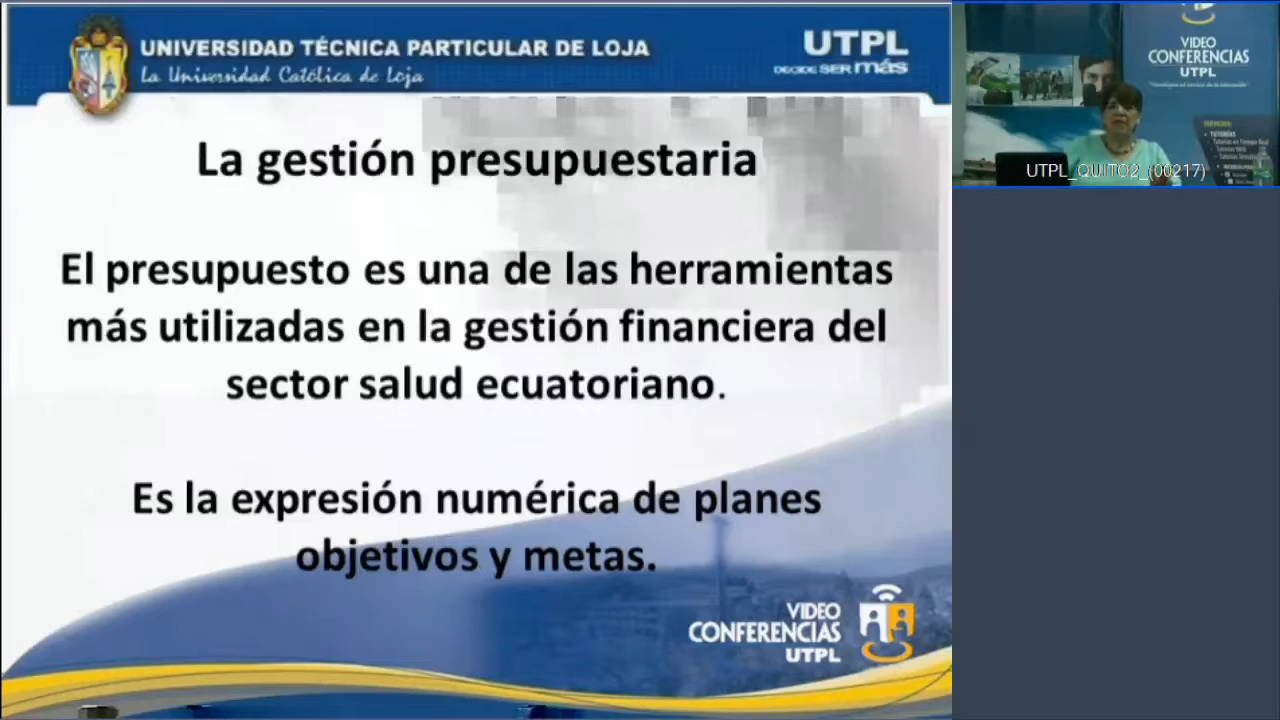 UNIVERSIDAD TÉCNICA PARTICULAR DE LOJA
La Universidad Católica de Loja
UTPL
DECIDE SER más
La gestión presupuestaria
El presupuesto es una de las herramientas
más utilizadas en la gestión financiera del
sector salud ecuatoriano.
Es la expresión numérica de planes
objetivos y metas.
VIDEO
CONFERENCIAS
UTPL
VIDEO
CONFERENCIAS
UTPL
SERVICIOS:
TUTORÍAS
UTPL_QUITO2_(00217)